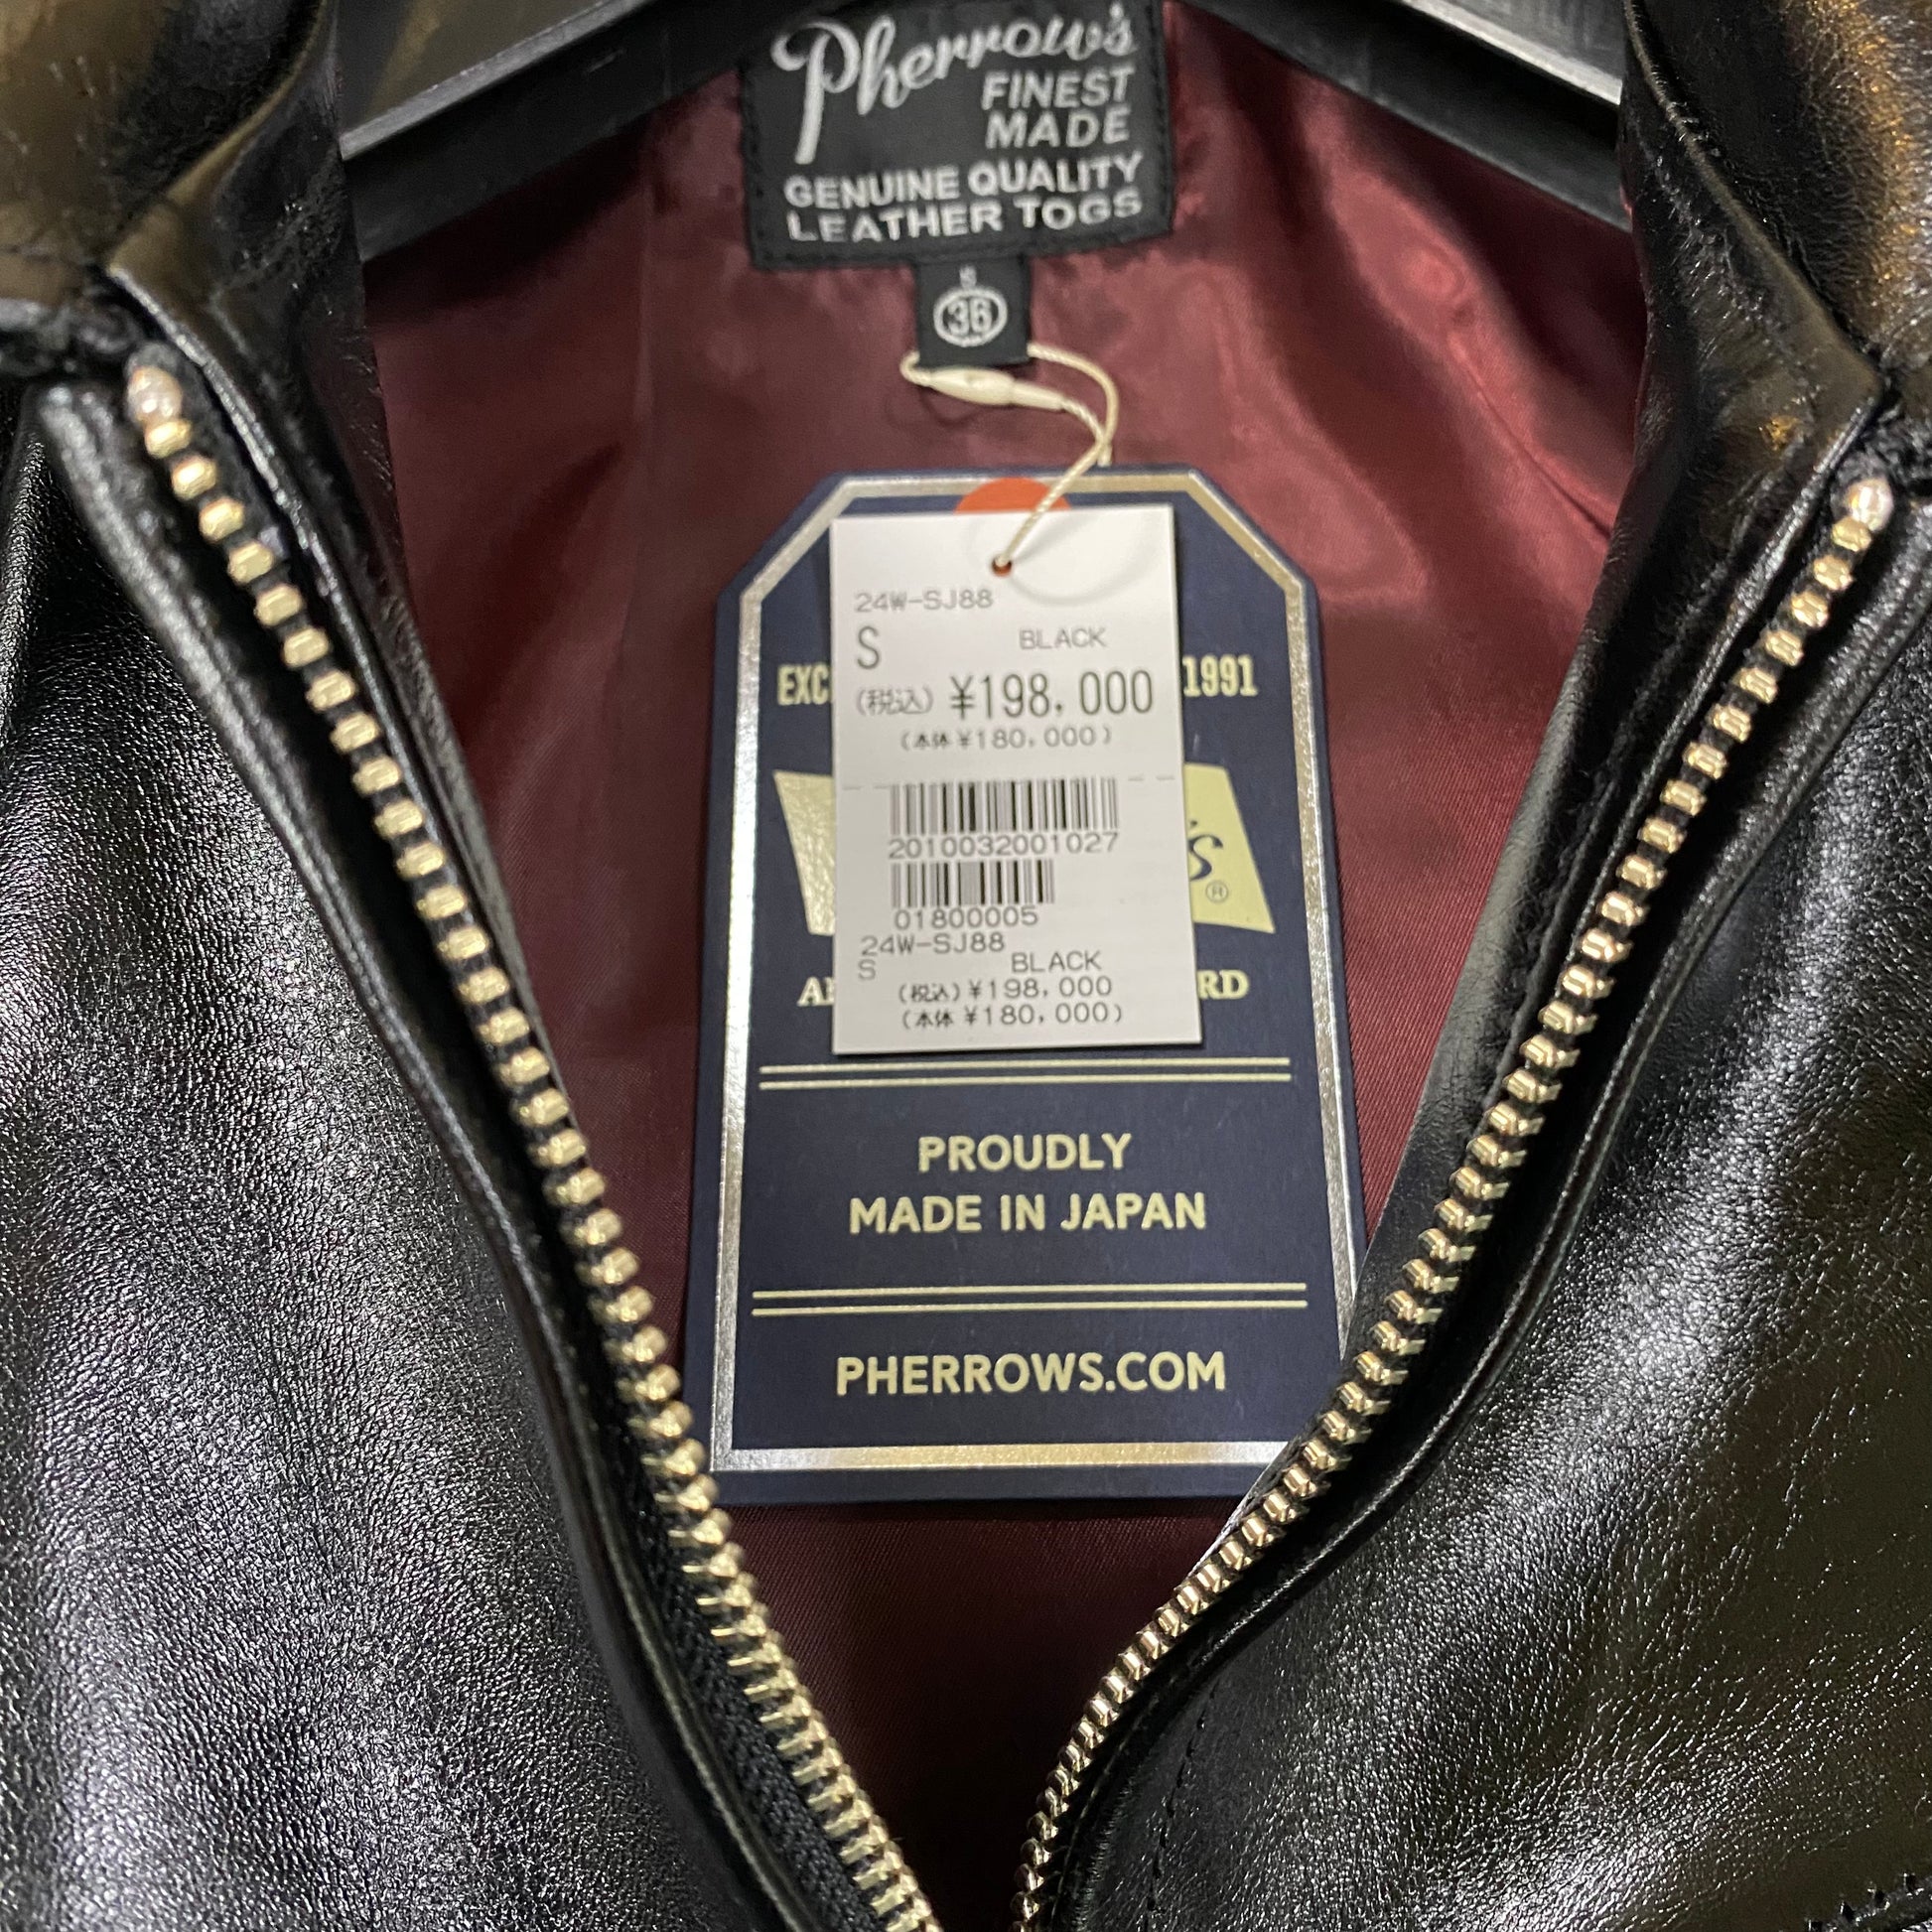 Pherrow's
FINEST
MADE
GENUINE QUALITY
LEATHER TOGS
S
36
24W-SJ88
S BLACK
(税込) ¥198,000
(本体 ¥180,000)
1991
2010032001027
's ®
01800005
24W-SJ88
S BLACK
(税込) ¥198,000
(本体 ¥180,000)
PROUDLY
MADE IN JAPAN
PHERROWS.COM